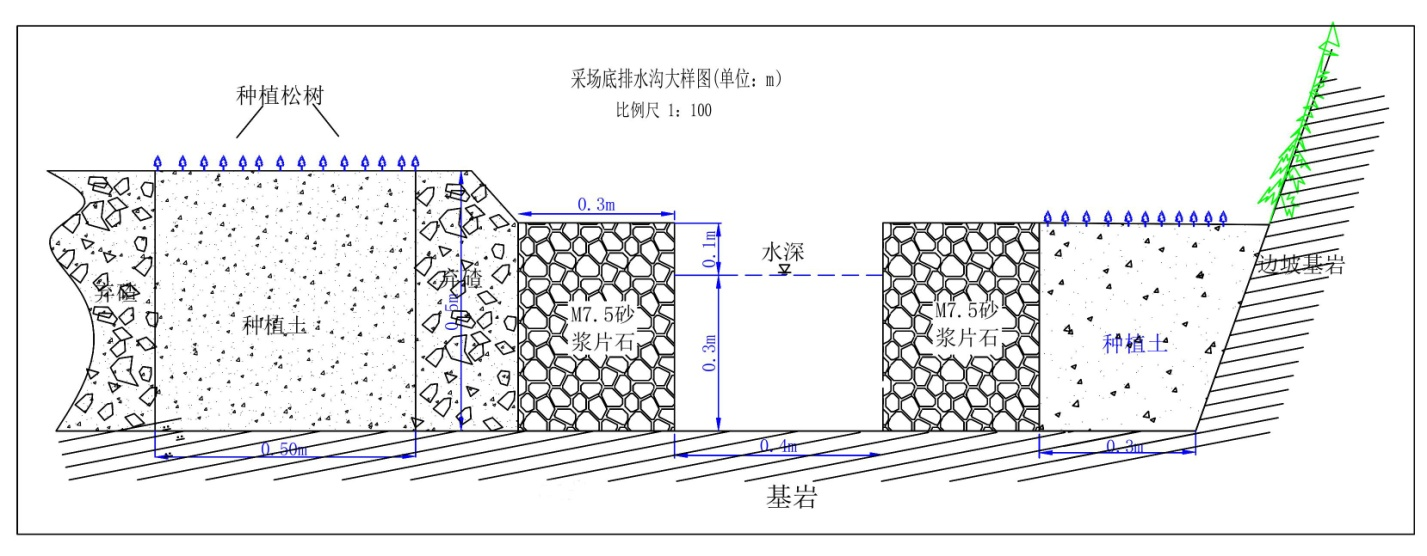 采场底排水沟大样图(单位：m)
比例尺 1：100
种植松树
0.3m
0.1m
水深
边坡基岩
弃碴
弃碴
0.5m
种植土
M7.5砂
浆片石
0.3m
M7.5砂
浆片石
种植土
0.50m
0.4m
0.3m
基岩